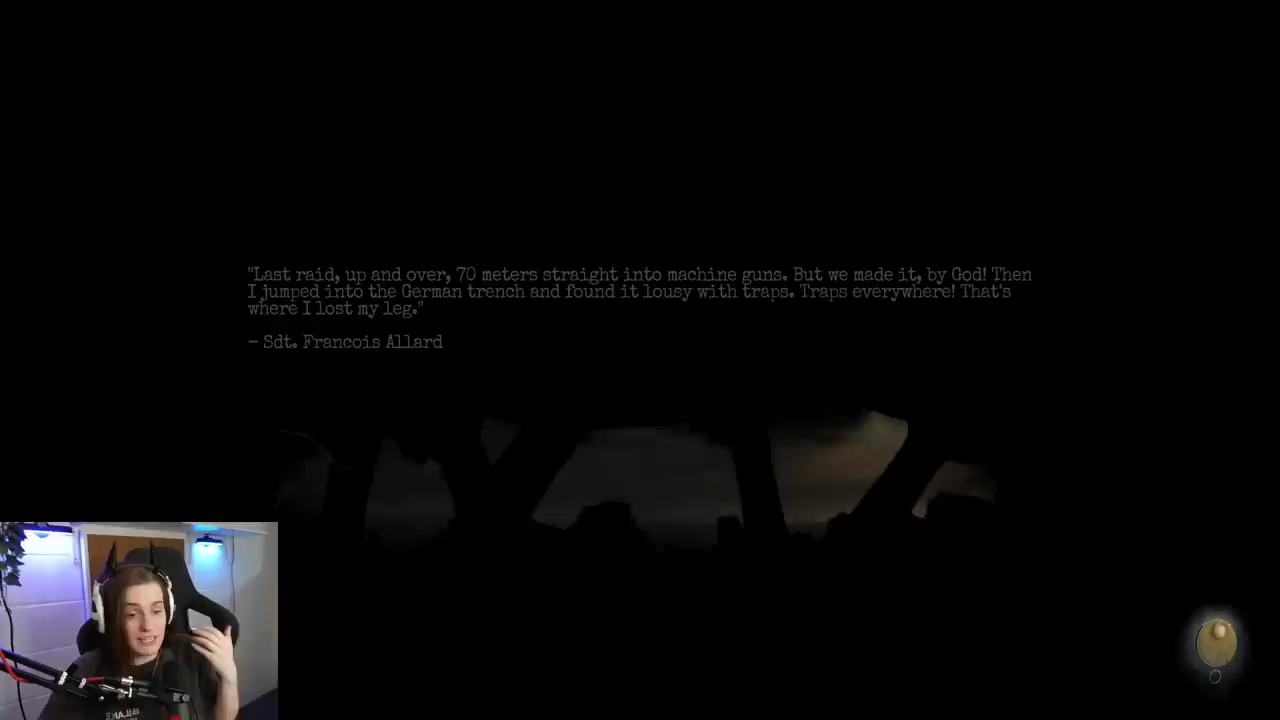 "Last raid, up and over, 70 meters straight into machine guns. But we made it, by God! Then
I jumped into the German trench and found it lousy with traps. Traps everywhere! That's
where I lost my leg."
- Sdt. Francois Allard